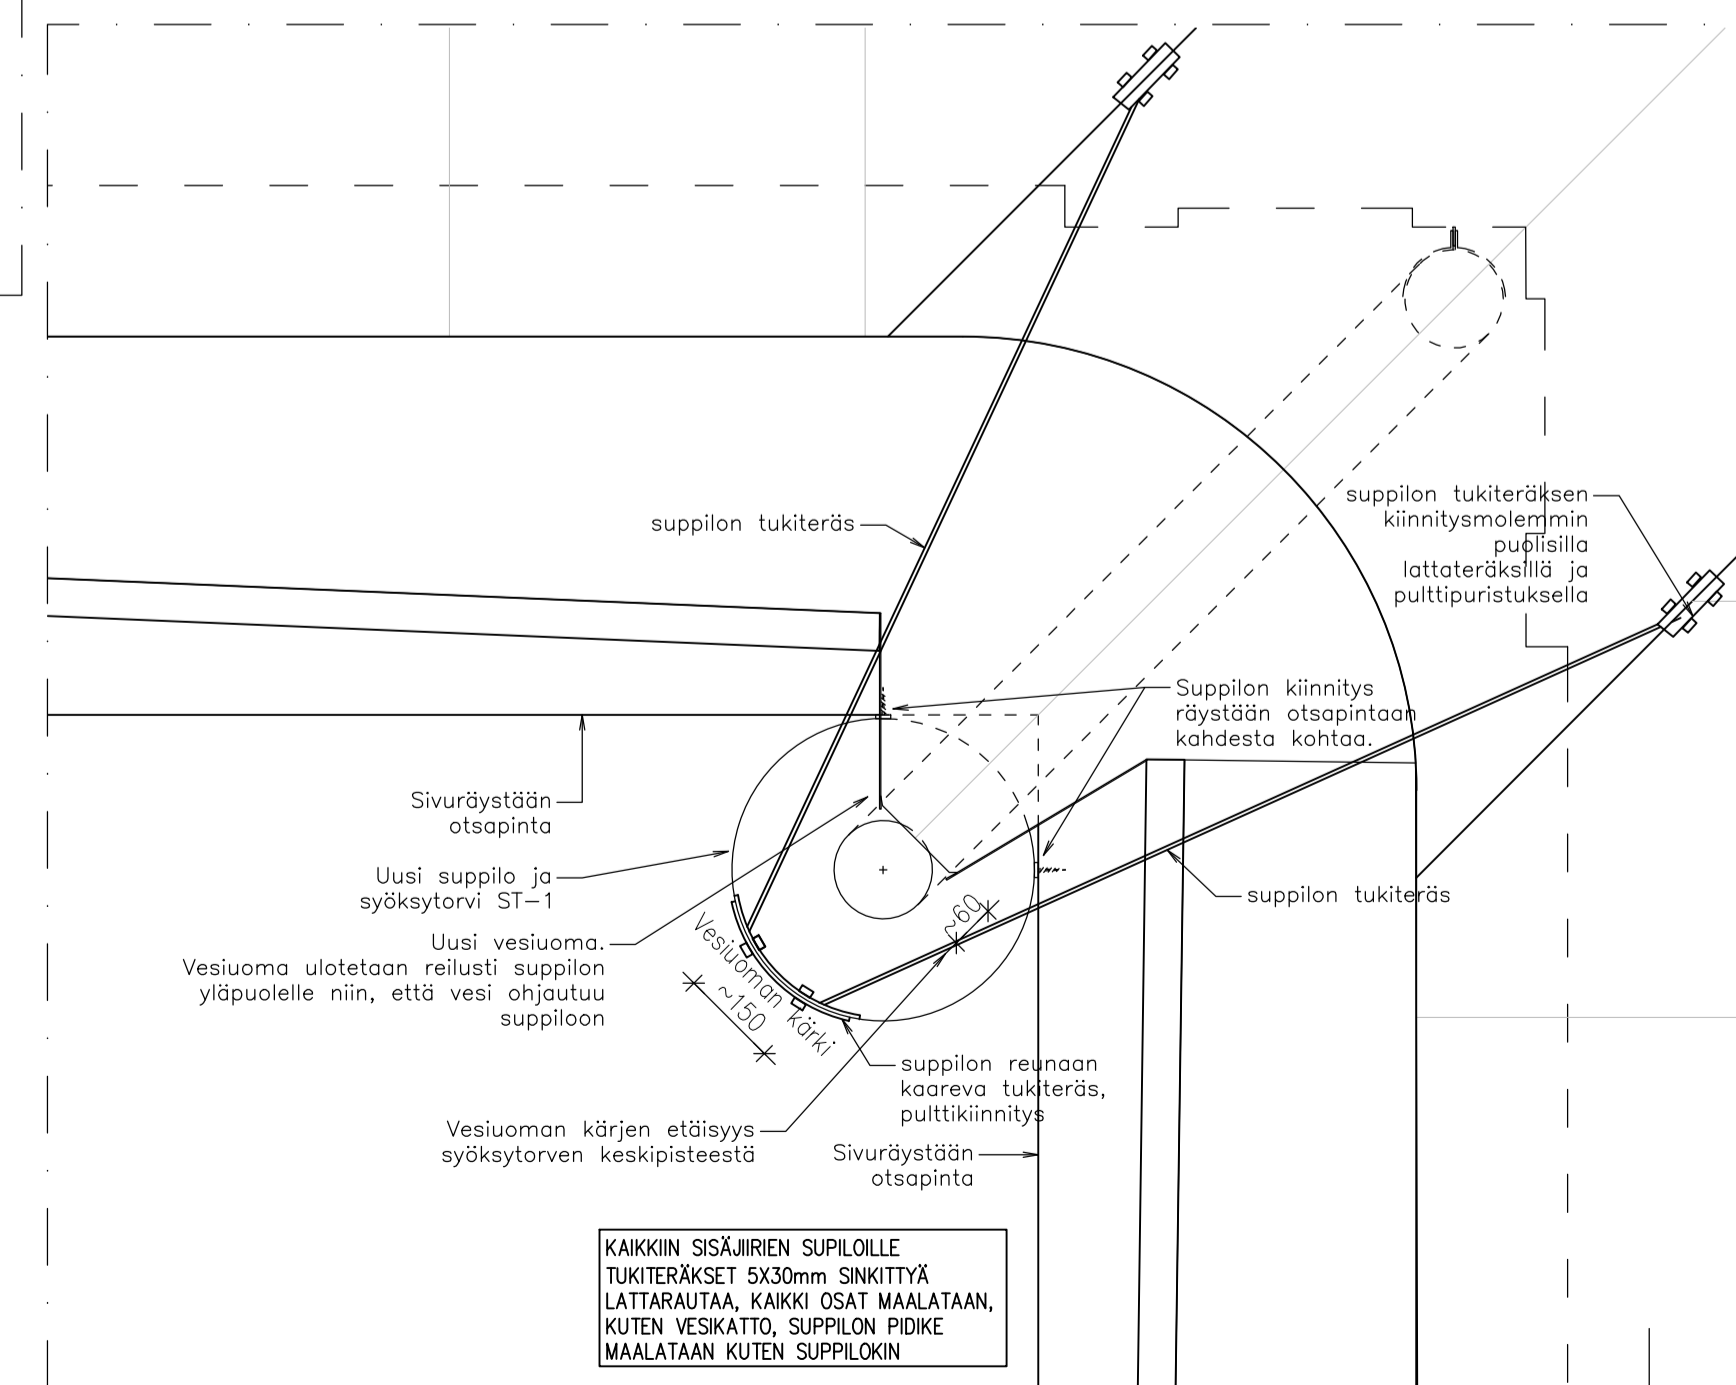 suppilon tukiteräksen
kiinnitysmolemmin
puolisilla
lattateräksillä ja
pulttipuristuksella
suppilon tukiteräs
Suppilon kiinnitys
räystään otsapintaan
kahdesta kohtaa.
Sivuräystään
otsapinta
Uusi suppilo ja
syöksytorvi ST-1
suppilon tukiteräs
Uusi vesiuoma.
Vesiuoma ulotetaan reilusti suppilon
yläpuolelle niin, että vesi ohjautuu
suppiloon
~60
Vesiuoman kärki
~150
suppilon reunaan
kaareva tukiteräs,
pulttikiinnitys
Vesiuoman kärjen etäisyys
syöksytorven keskipisteestä
Sivuräystään
otsapinta
KAIKKIIN SISÄJIIRIEN SUPILOILLE
TUKITERÄKSET 5X30mm SINKITTYÄ
LATTARAUTAA, KAIKKI OSAT MAALATAAN,
KUTEN VESIKATTO, SUPPILON PIDIKE
MAALATAAN KUTEN SUPPILOKIN